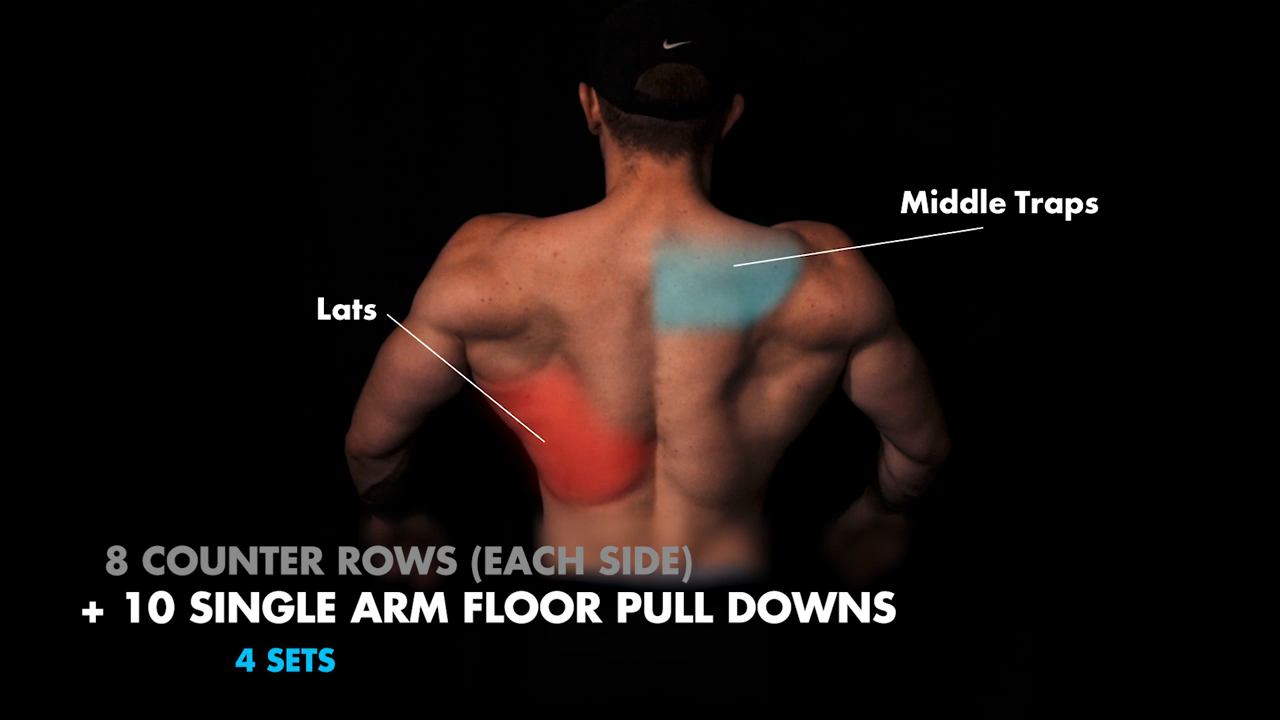 Middle Traps
Lats
8 COUNTER ROWS (EACH SIDE)
+ 10 SINGLE ARM FLOOR PULL DOWNS
4 SETS